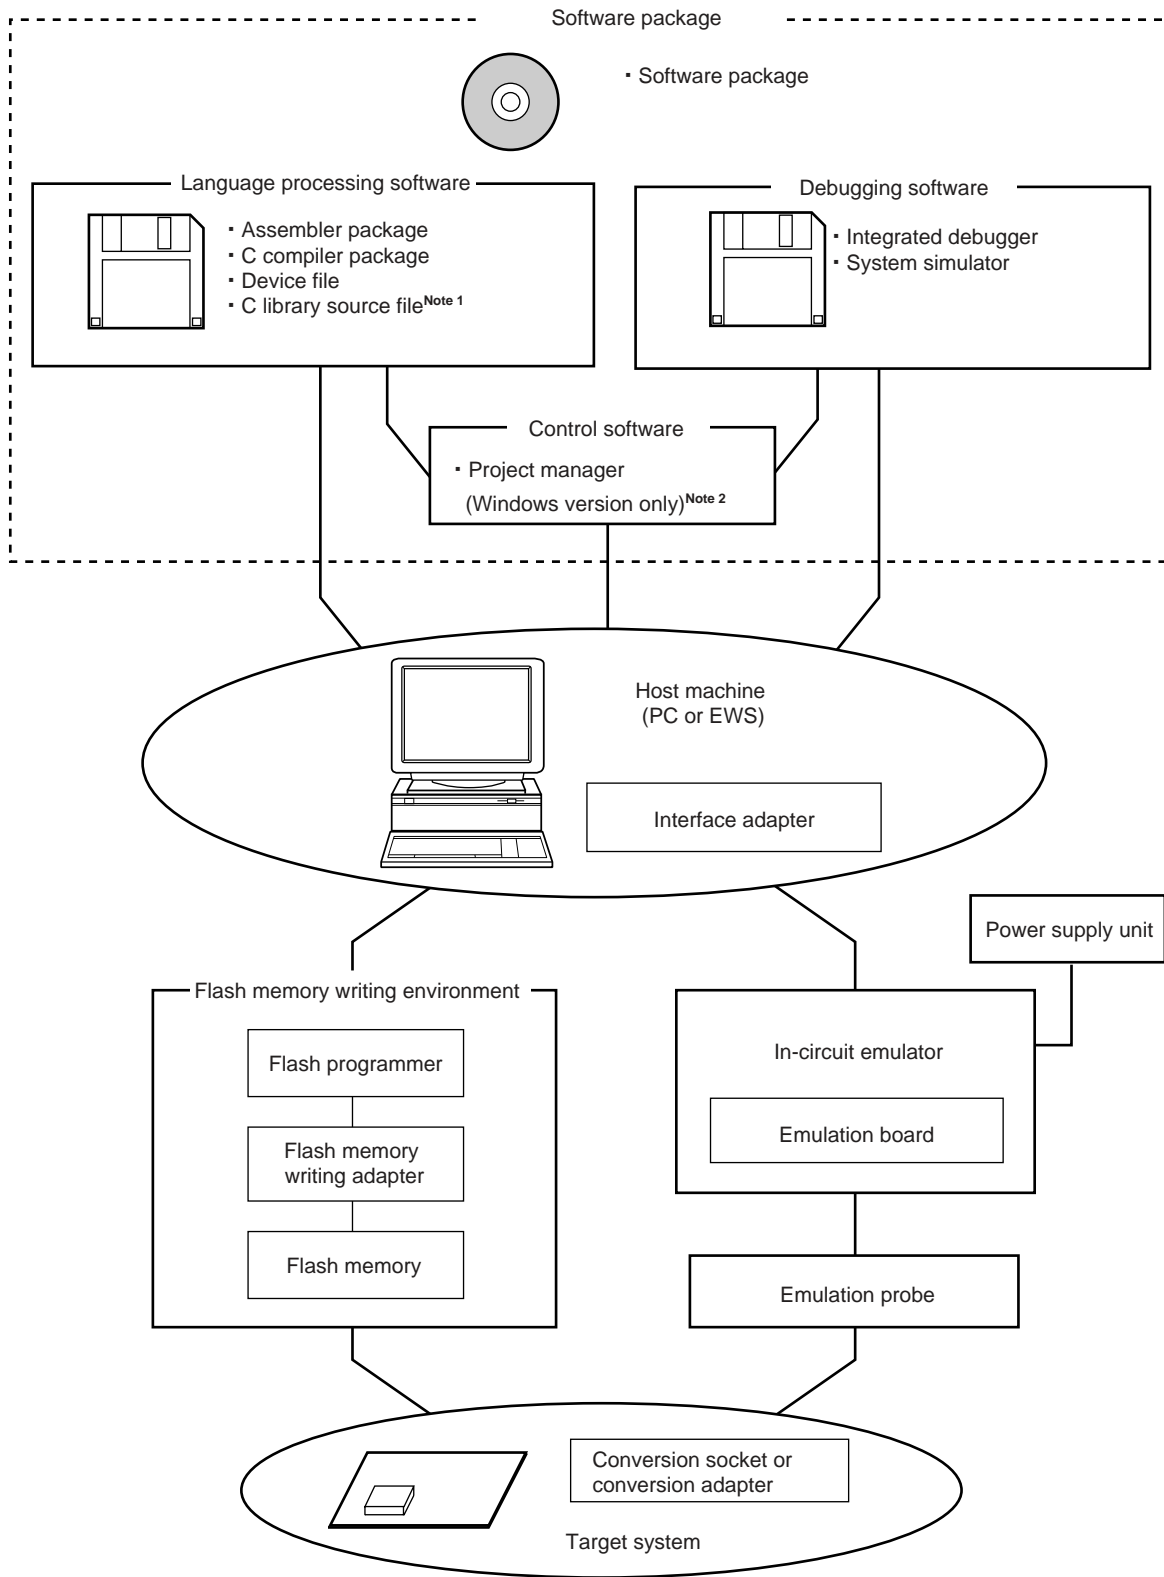 Software package
・Software package
Language processing software
・Assembler package
・C compiler package
・Device file
・C library source fileNote 1
Debugging software
・Integrated debugger
・System simulator
Control software
・Project manager
(Windows version only)Note 2
Host machine
(PC or EWS)
Interface adapter
Power supply unit
Flash memory writing environment
Flash programmer
Flash memory
writing adapter
Flash memory
In-circuit emulator
Emulation board
Emulation probe
Conversion socket or
conversion adapter
Target system